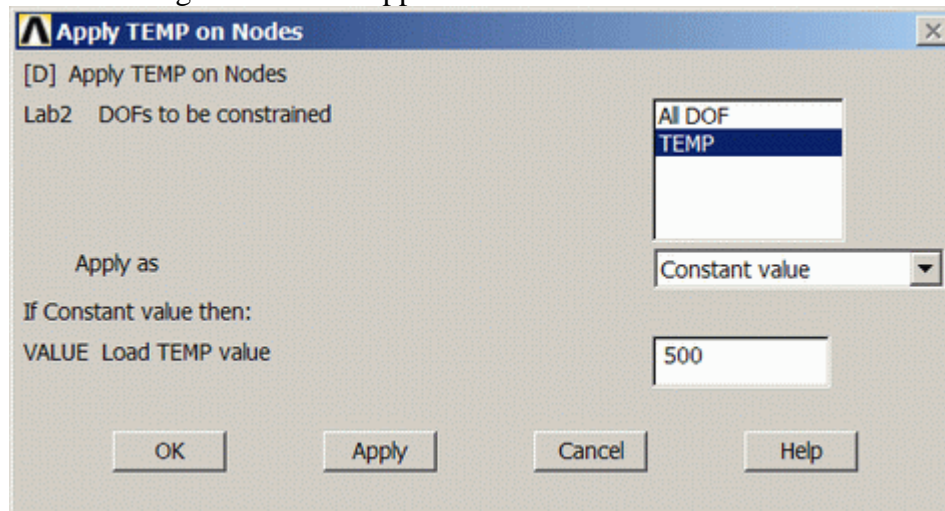 Apply TEMP on Nodes
[D] Apply TEMP on Nodes
Lab2 DOFs to be constrained
All DOF
TEMP
Apply as
Constant value
If Constant value then:
VALUE Load TEMP value
500
OK
Apply
Cancel
Help